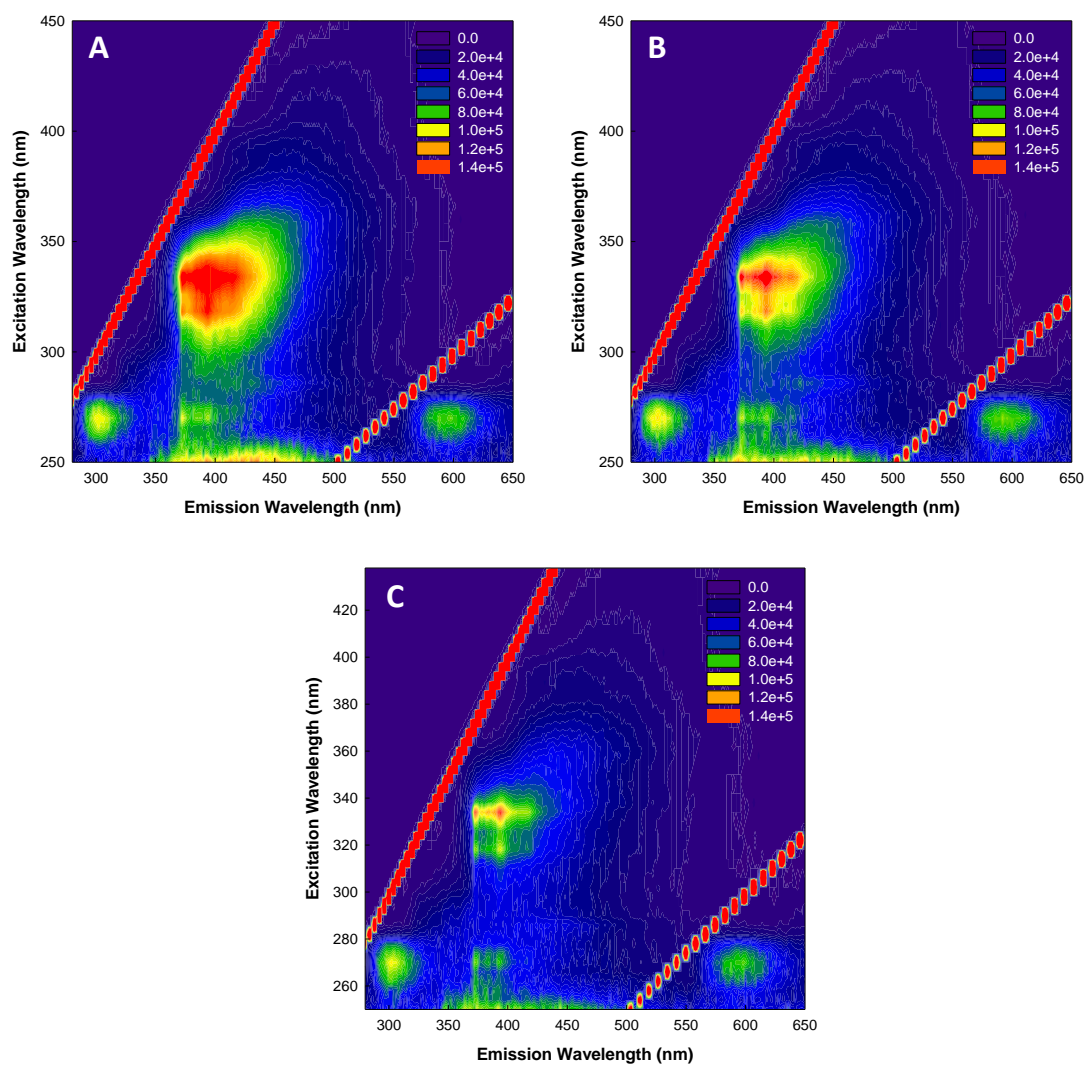 A
450
400
350
300
250
300 350 400 450 500 550 600 650
Excitation Wavelength (nm)
Emission Wavelength (nm)
0.0
2.0e+4
4.0e+4
6.0e+4
8.0e+4
1.0e+5
1.2e+5
1.4e+5
B
450
400
350
300
250
300 350 400 450 500 550 600 650
Excitation Wavelength (nm)
Emission Wavelength (nm)
0.0
2.0e+4
4.0e+4
6.0e+4
8.0e+4
1.0e+5
1.2e+5
1.4e+5
C
420
400
380
360
340
320
300
280
260
300 350 400 450 500 550 600 650
Excitation Wavelength (nm)
Emission Wavelength (nm)
0.0
2.0e+4
4.0e+4
6.0e+4
8.0e+4
1.0e+5
1.2e+5
1.4e+5